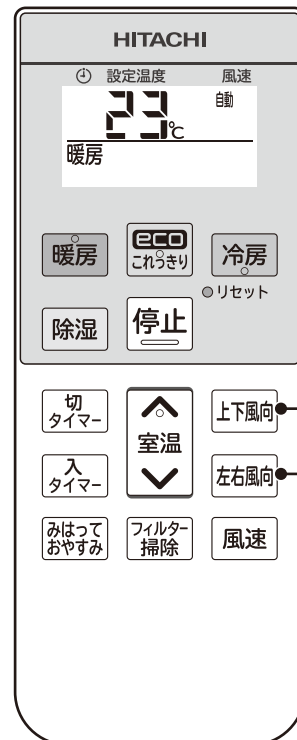 HITACHI
設定温度 風速
23℃ 自動
暖房
暖房 eco これっきり 冷房
リセット
除湿 停止
切 タイマー
室温
上下風向
入 タイマー
左右風向
みはって おやすみ
フィルター 掃除
風速